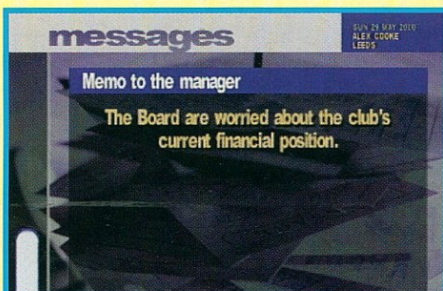 messages
SUN 29 MAY 2010
ALEX COOKE
LEEDS
Memo to the manager
The Board are worried about the club's
current financial position.